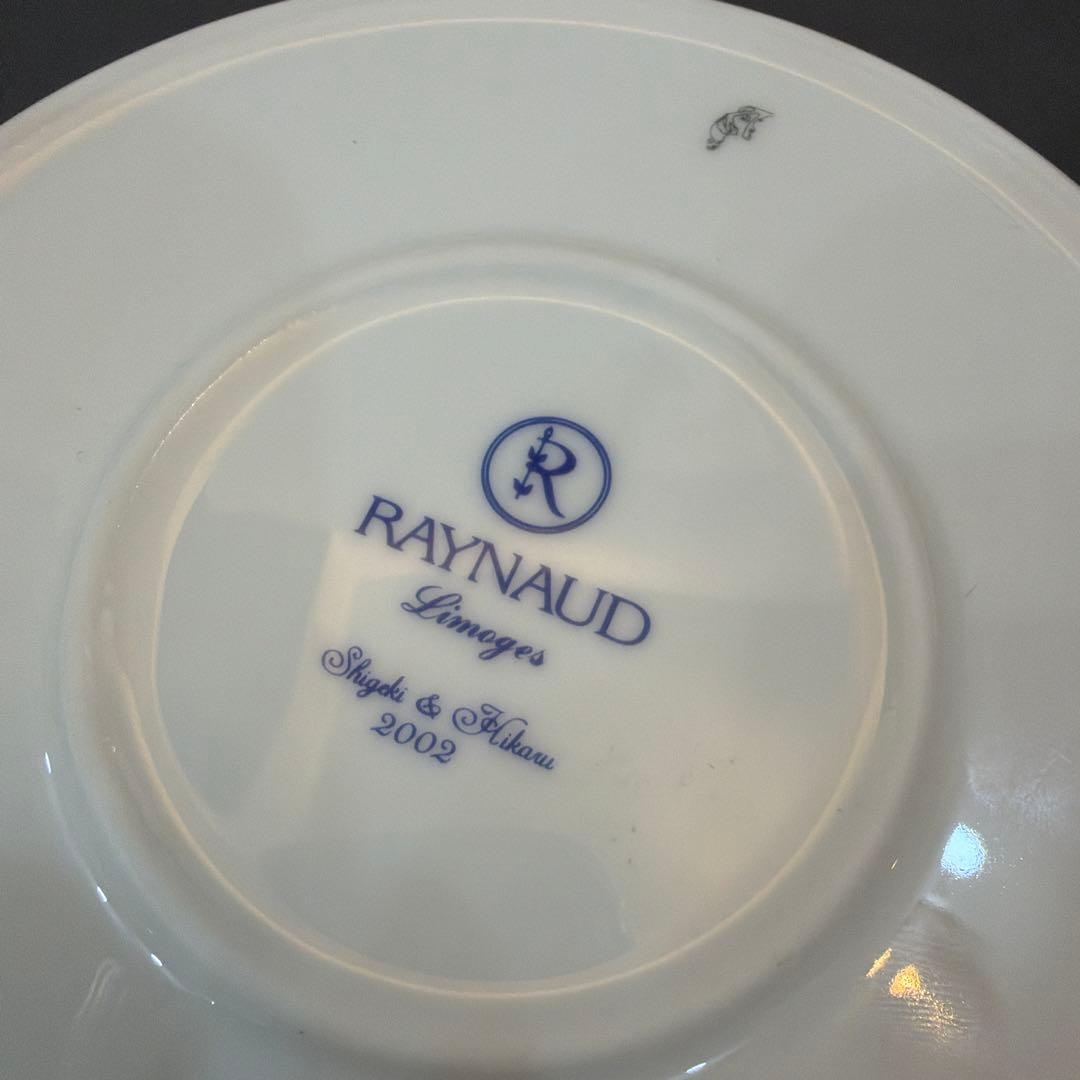 R
RAYNAUD
Limoges
Shigeki & Hikaru
2002